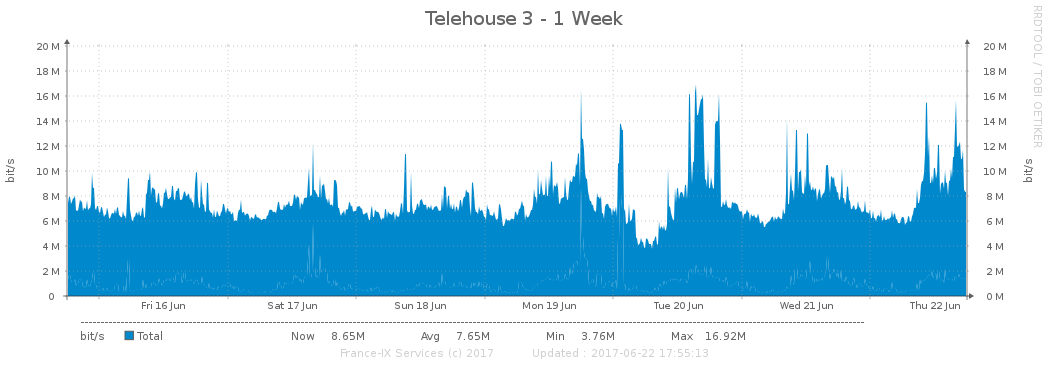 Telehouse 3 - 1 Week
RRDTOOL / TOBI OETIKER
20 M 20 M
18 M 18 M
16 M 16 M
14 M 14 M
12 M 12 M
10 M 10 M
8 M 8 M
6 M 6 M
4 M 4 M
2 M 2 M
0 0 M
bit/s bit/s
Fri 16 Jun Sat 17 Jun Sun 18 Jun Mon 19 Jun Tue 20 Jun Wed 21 Jun Thu 22 Jun
bit/s Total Now 8.65M Avg 7.65M Min 3.76M Max 16.92M
France-IX Services (c) 2017 Updated : 2017-06-22 17:55:13